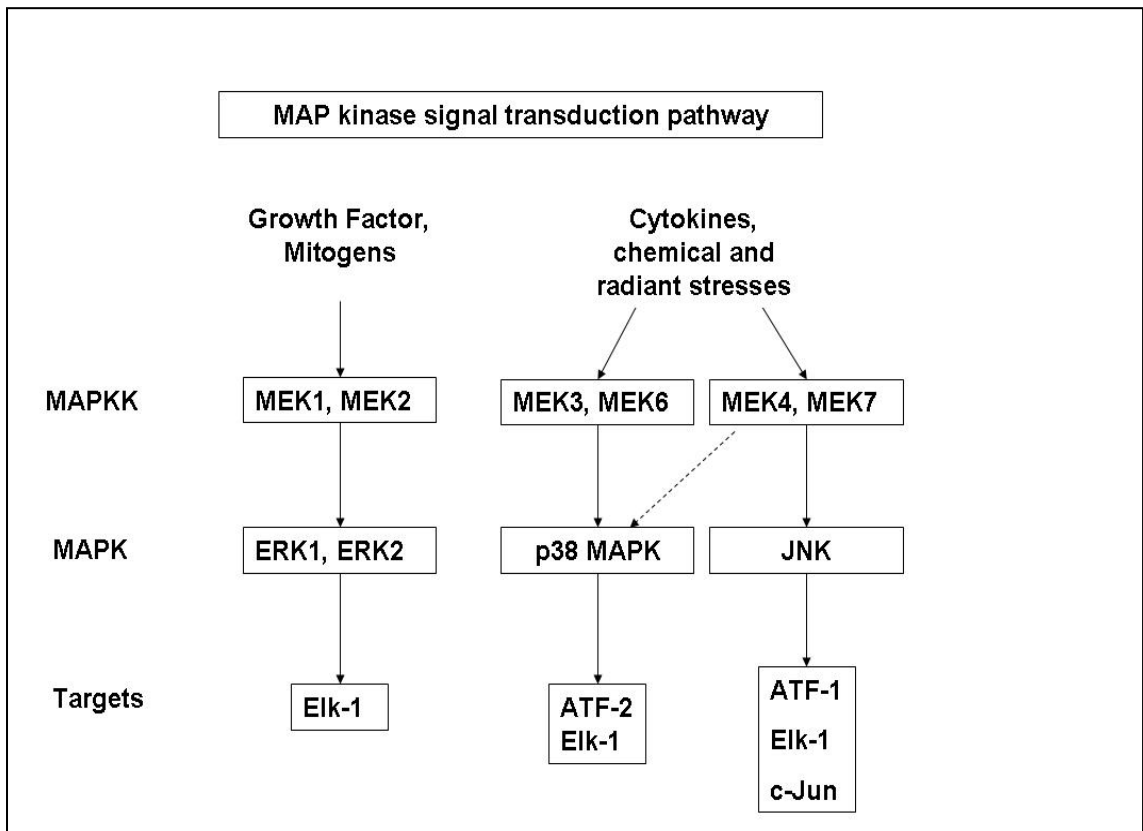 MAP kinase signal transduction pathway
Growth Factor,
Mitogens
Cytokines,
chemical and
radiant stresses
MAPKK
MEK1, MEK2
MEK3, MEK6
MEK4, MEK7
MAPK
ERK1, ERK2
p38 MAPK
JNK
Targets
Elk-1
ATF-2
Elk-1
ATF-1
Elk-1
c-Jun